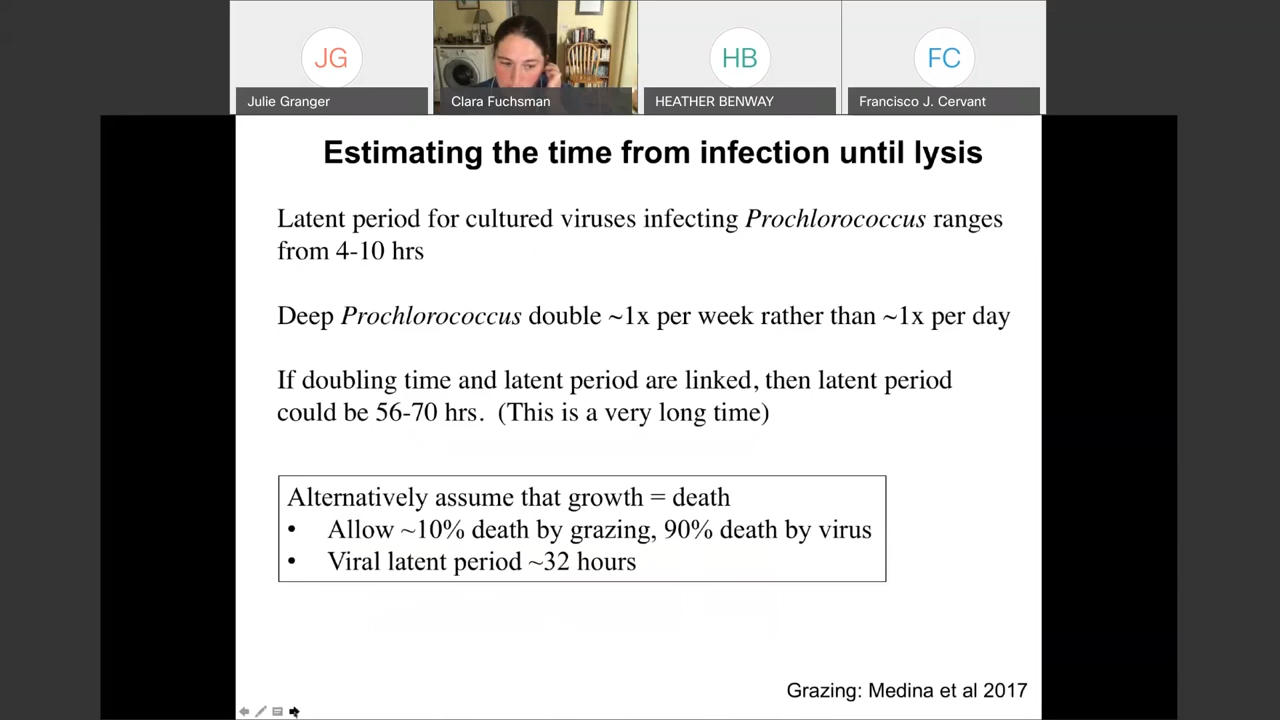 JG
HB
FC
Julie Granger
Clara Fuchsman
HEATHER BENWAY
Francisco J. Cervant
Estimating the time from infection until lysis
Latent period for cultured viruses infecting Prochlorococcus ranges
from 4-10 hrs
Deep Prochlorococcus double ~1x per week rather than ~1x per day
If doubling time and latent period are linked, then latent period
could be 56-70 hrs. (This is a very long time)
Alternatively assume that growth = death
• Allow ~10% death by grazing, 90% death by virus
• Viral latent period ~32 hours
Grazing: Medina et al 2017